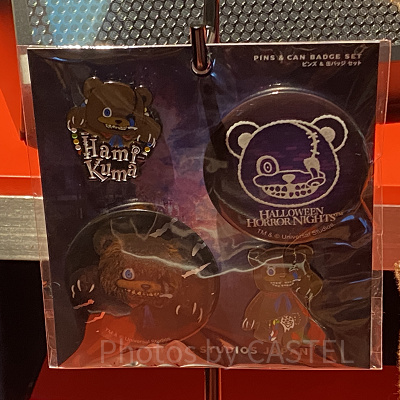 PINS & CAN BADGE SET
ピンズ & 缶バッジ セット
Hami
Kuma
HALLOWEEN
HORROR NIGHTS
TM & © Universal Studios
STUDIOS
Photos by CASTEL